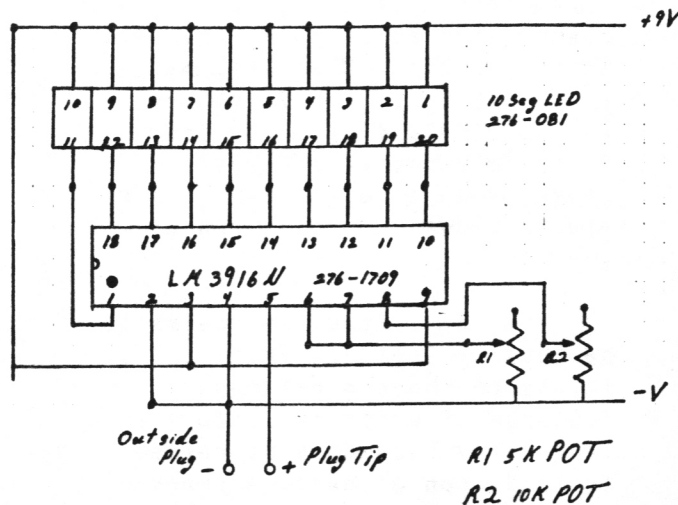 +9V
10 9 8 7 6 5 4 3 2 1
11 12 13 14 15 16 17 18 19 20
10 Seg LED
276-081
18 17 16 15 14 13 12 11 10
LM 3916 N 276-1709
1 2 3 4 5 6 7 8 9
R1 R2
-V
Outside
Plug - + Plug Tip
R1 5K POT
R2 10K POT